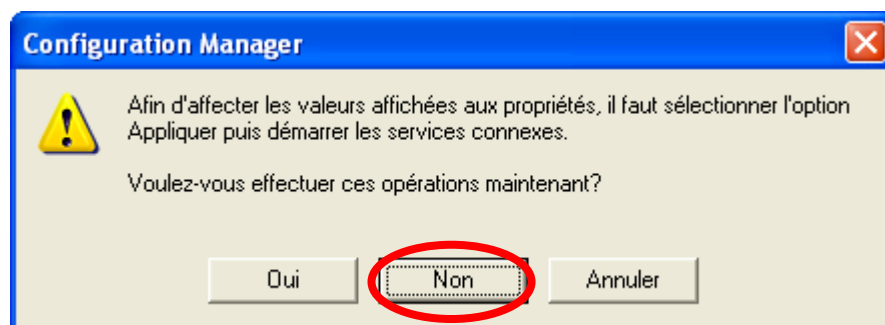 Configuration Manager
Afin d'affecter les valeurs affichées aux propriétés, il faut sélectionner l'option
Appliquer puis démarrer les services connexes.
Voulez-vous effectuer ces opérations maintenant?
Oui Non Annuler